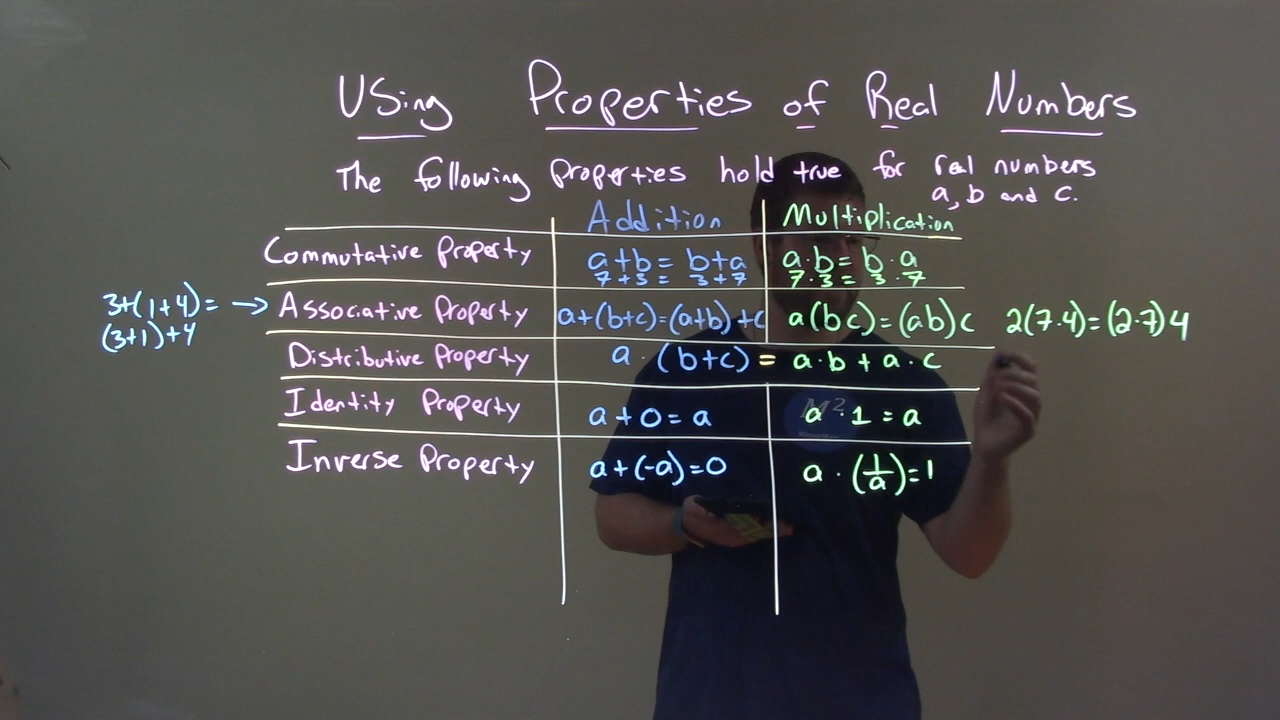 Using Properties of Real Numbers
The following properties hold true for real numbers
a, b and c.
Addition Multiplication
Commutative Property a+b = b+a a·b = b·a
7+3 = 3+7 7·3 = 3·7
3+(1+4)= → Associative Property a+(b+c)=(a+b)+c a(bc)=(ab)c 2(7·4)=(2·7)4
(3+1)+4
Distributive Property a·(b+c) = a·b + a·c
Identity Property a+0=a a·1=a
Inverse Property a+(-a)=0 a·(1/a)=1
M²